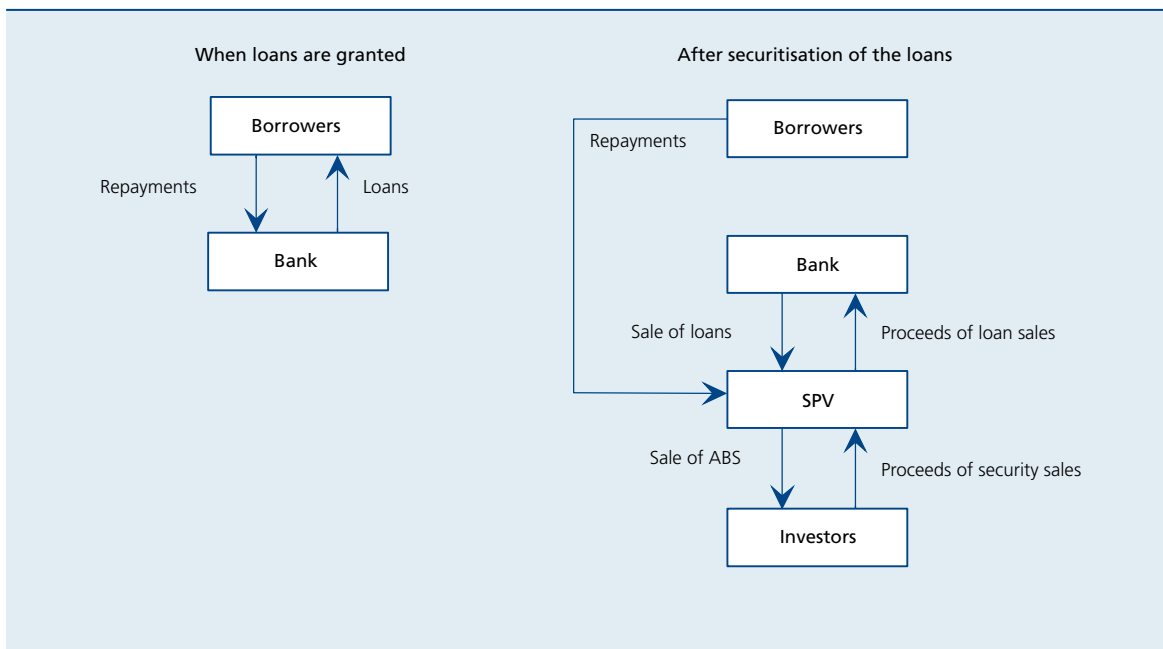 When loans are granted
Borrowers
Repayments
Loans
Bank
After securitisation of the loans
Borrowers
Repayments
Bank
Sale of loans
Proceeds of loan sales
SPV
Sale of ABS
Proceeds of security sales
Investors